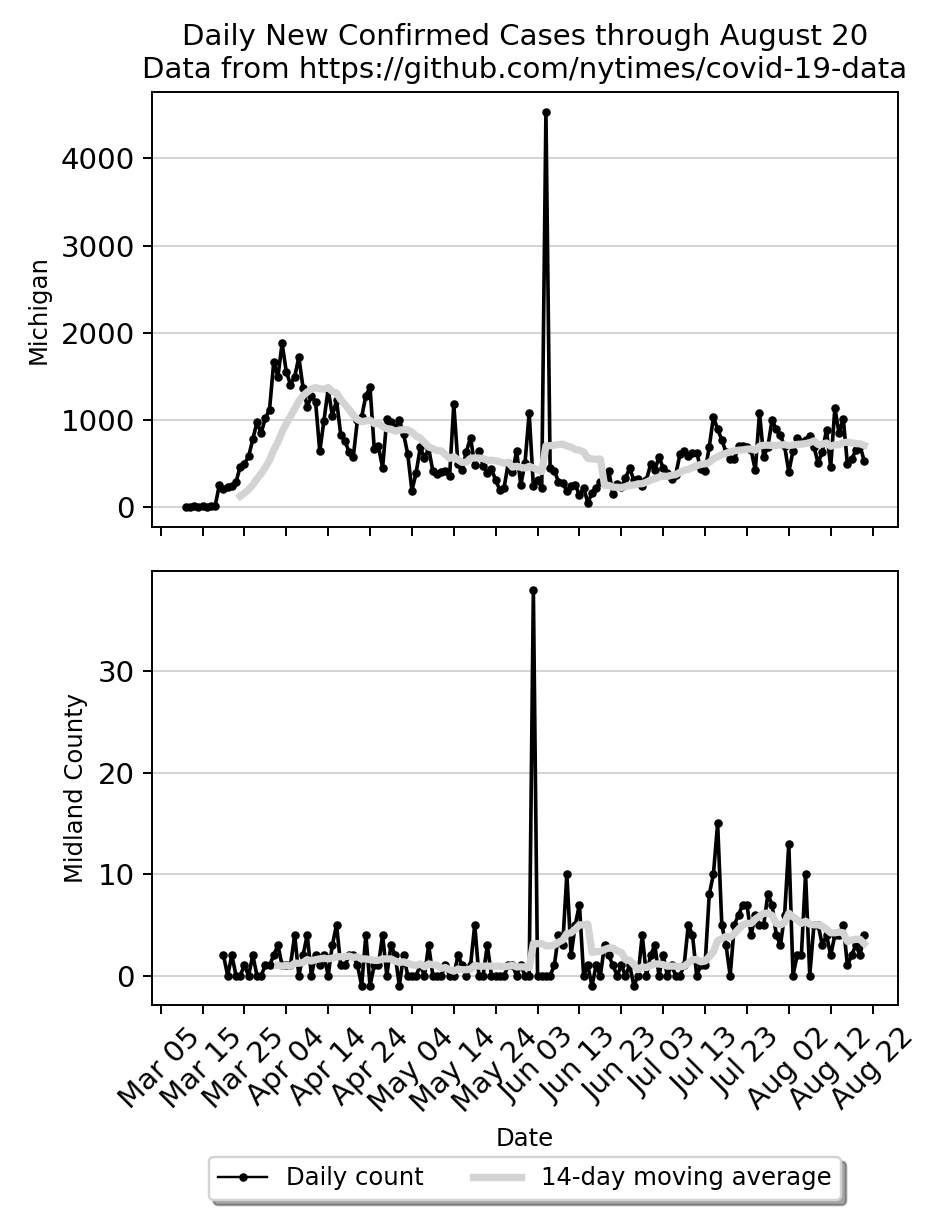 Daily New Confirmed Cases through August 20
Data from https://github.com/nytimes/covid-19-data
4000
3000
2000
1000
0
Michigan
30
20
10
0
Midland County
Mar 05
Mar 15
Mar 25
Apr 04
Apr 14
Apr 24
May 04
May 14
May 24
Jun 03
Jun 13
Jun 23
Jul 03
Jul 13
Jul 23
Aug 02
Aug 12
Aug 22
Date
Daily count
14-day moving average